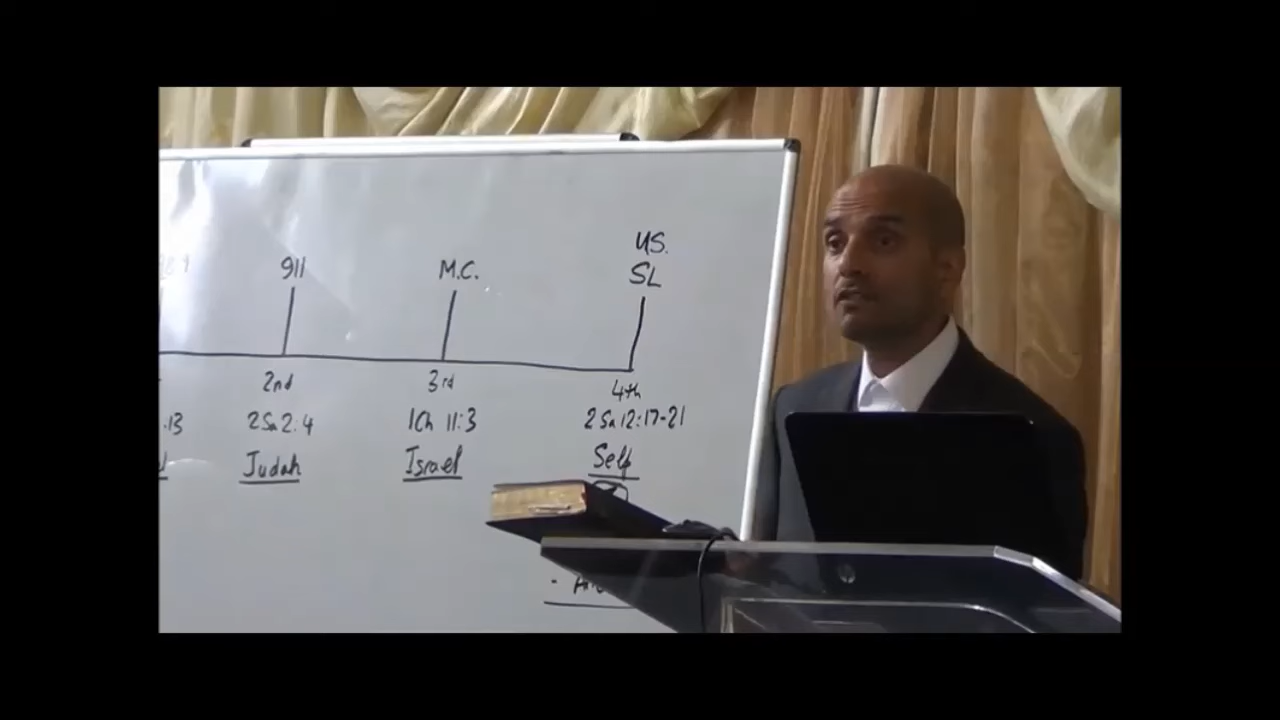 911 M.C. US.
SL
2nd 3rd 4th
.13 2Sa 2:4 1Ch 11:3 2Sa 12:17-21
Judah Israel Self